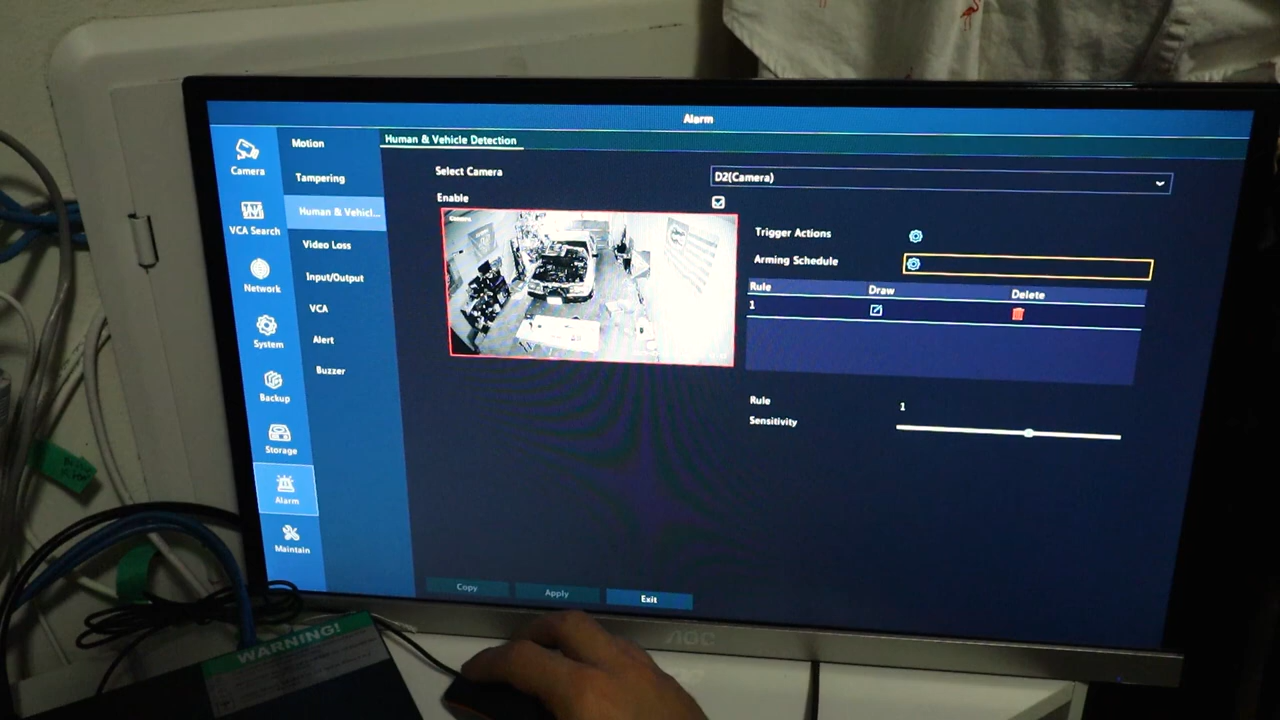 Alarm
Camera
VCA Search
Network
System
Backup
Storage
Alarm
Maintain
Motion
Tampering
Human & Vehicl...
Video Loss
Input/Output
VCA
Alert
Buzzer
Human & Vehicle Detection
Select Camera
D2(Camera)
Enable
Camera
Trigger Actions
Arming Schedule
Rule Draw Delete
1
Rule 1
Sensitivity
Copy Apply Exit
AOC
WARNING!